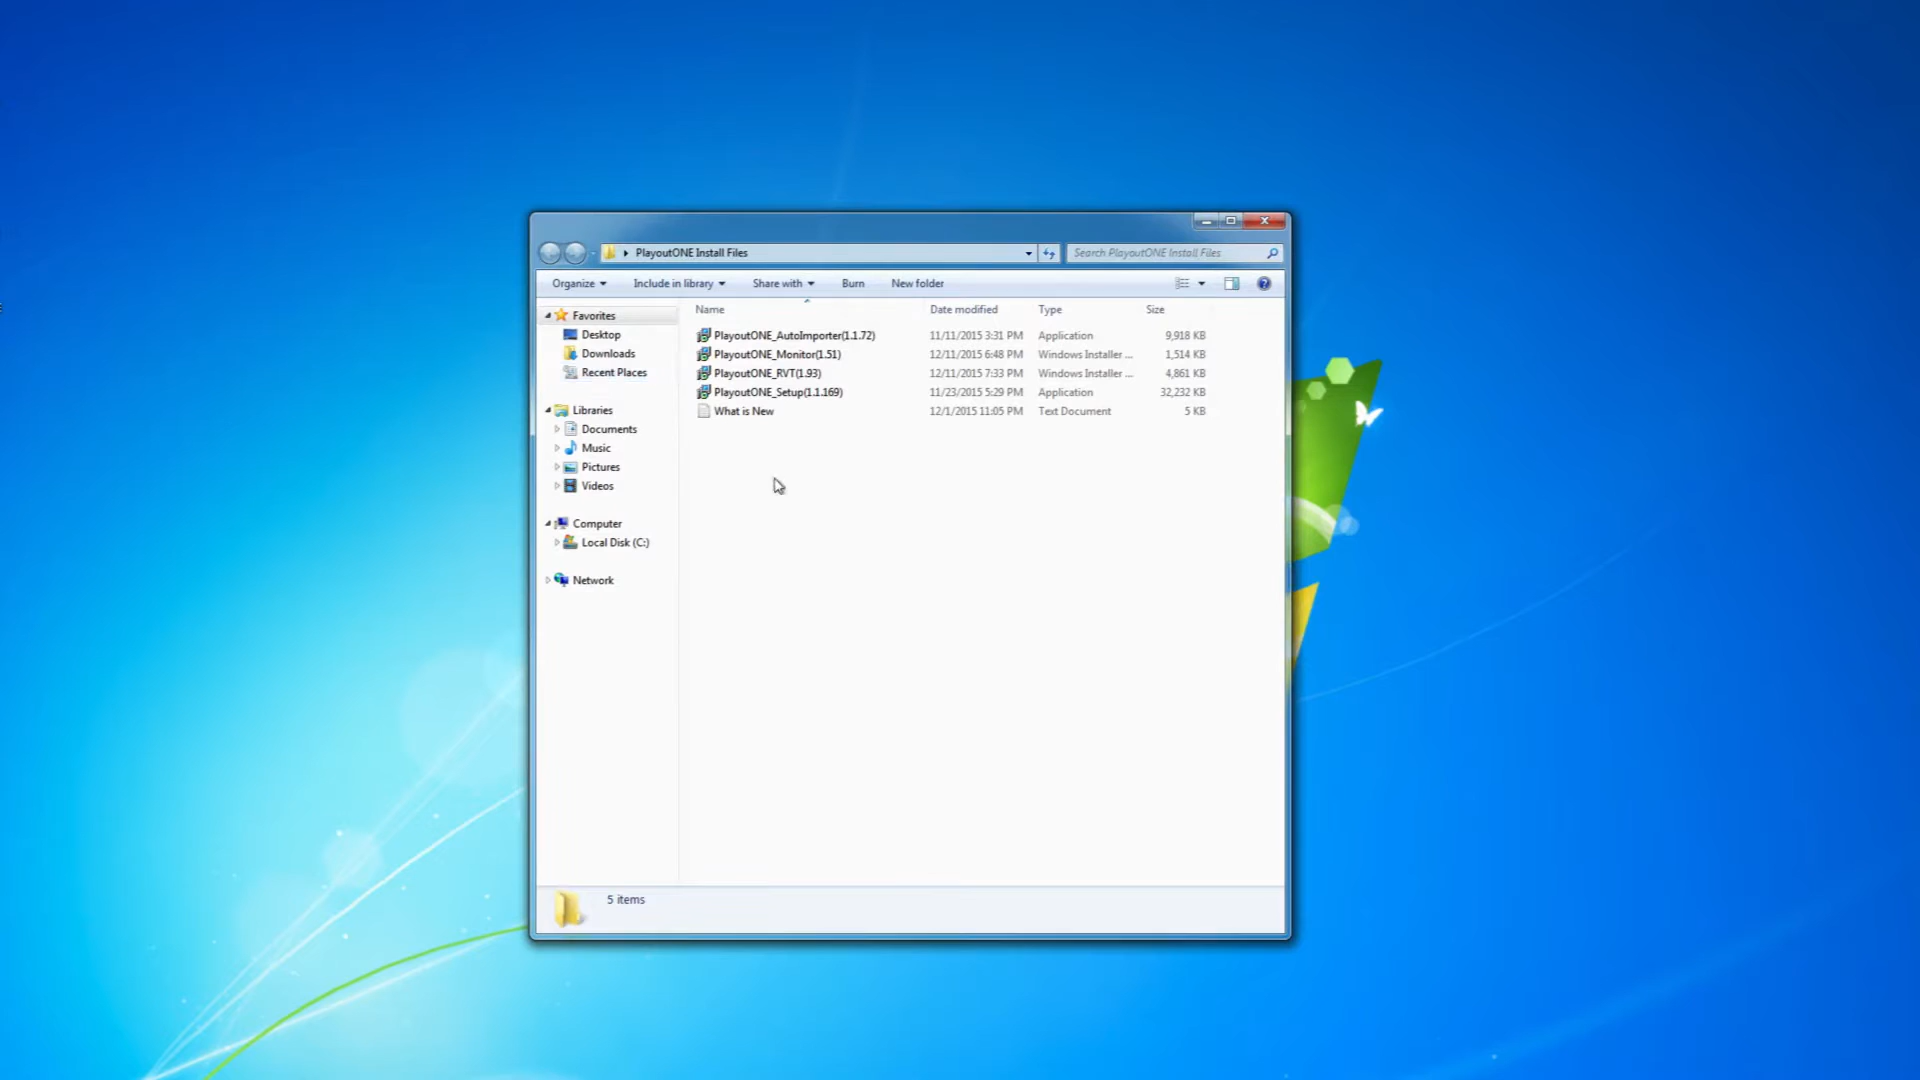 PlayoutONE Install Files
Search PlayoutONE Install Files
Organize Include in library Share with Burn New folder
Name Date modified Type Size
Favorites
Desktop
Downloads
Recent Places
Libraries
Documents
Music
Pictures
Videos
Computer
Local Disk (C:)
Network
PlayoutONE_AutoImporter(1.1.72) 11/11/2015 3:31 PM Application 9,918 KB
PlayoutONE_Monitor(1.51) 12/11/2015 6:48 PM Windows Installer ... 1,514 KB
PlayoutONE_RVT(1.93) 12/11/2015 7:33 PM Windows Installer ... 4,861 KB
PlayoutONE_Setup(1.1.169) 11/23/2015 5:29 PM Application 32,232 KB
What is New 12/1/2015 11:05 PM Text Document 5 KB
5 items